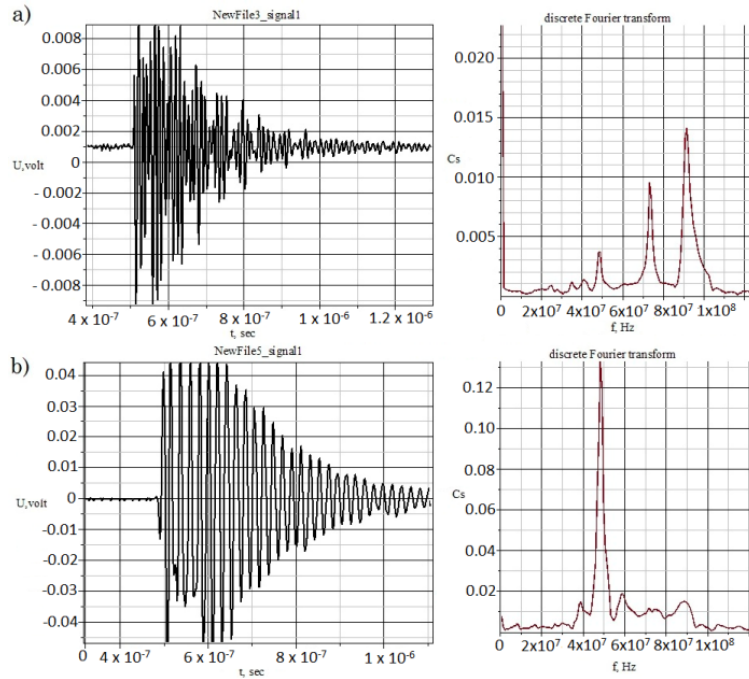 a)
NewFile3_signal1
0.008
0.006
0.004
0.002
U,volt
0
- 0.002
- 0.004
- 0.006
- 0.008
4 x 10⁻⁷ 6 x 10⁻⁷ 8 x 10⁻⁷ 1 x 10⁻⁶ 1.2 x 10⁻⁶
t, sec
discrete Fourier transform
0.020
0.015
Cs
0.010
0.005
0 2x10⁷ 4x10⁷ 6x10⁷ 8x10⁷ 1x10⁸
f, Hz
b)
NewFile5_signal1
0.04
0.03
0.02
0.01
U,volt
0
-0.01
-0.02
-0.03
-0.04
0 4 x 10⁻⁷ 6 x 10⁻⁷ 8 x 10⁻⁷ 1 x 10⁻⁶
t, sec
discrete Fourier transform
0.12
0.10
0.08
Cs
0.06
0.04
0.02
0 2x10⁷ 4x10⁷ 6x10⁷ 8x10⁷ 1x10⁸
f, Hz